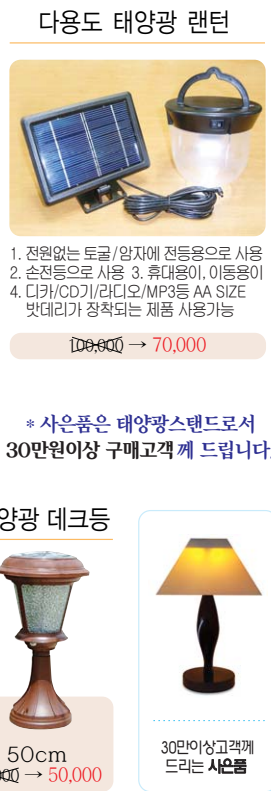 다용도 태양광 랜턴
1. 전원없는 토굴/암자에 전등용으로 사용
2. 손전등으로 사용 3. 휴대용이, 이동용이
4. 디카/CD기/라디오/MP3등 AA SIZE
밧데리가 장착되는 제품 사용가능
100,000 → 70,000
* 사은품은 태양광스탠드로서
30만원이상 구매고객께 드립니다.
양광 데크등
50cm
→ 50,000
30만이상고객께
드리는 사은품